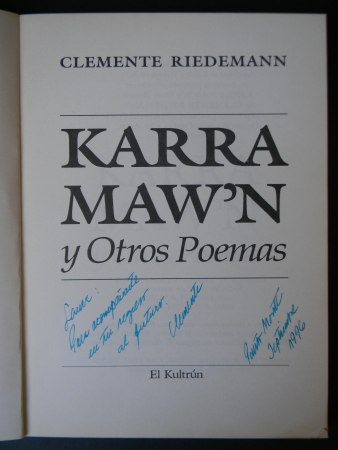 CLEMENTE RIEDEMANN
KARRA
MAW'N
y Otros Poemas
Para acompañarte
en tu regreso
al futuro.
Clemente
Puerto Montt
Septiembre
1996
El Kultrún